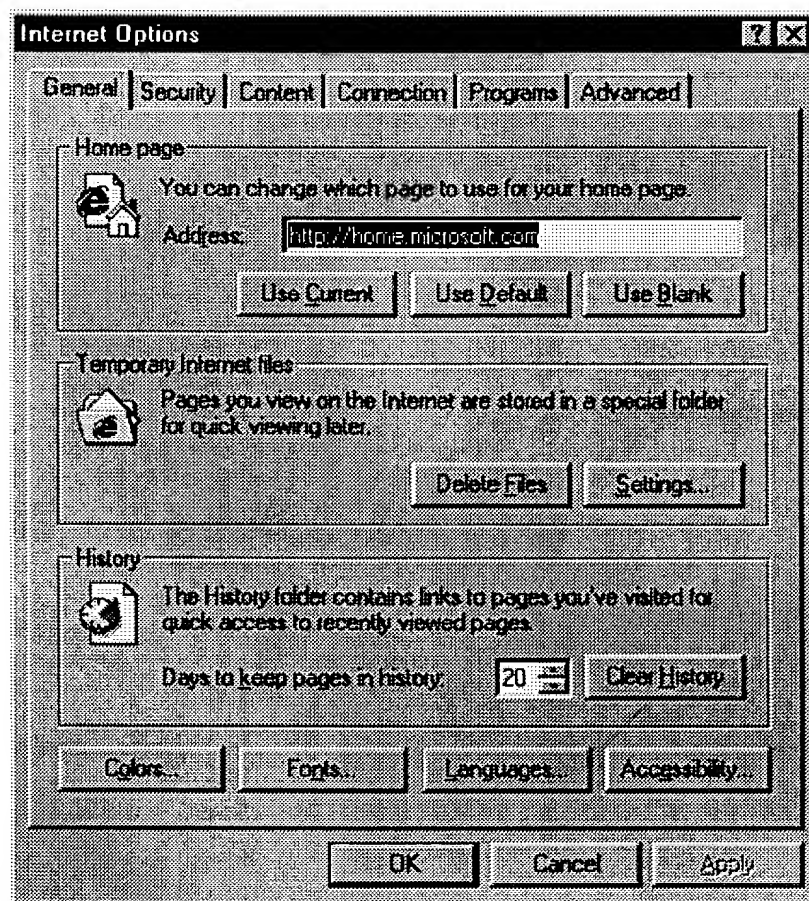 Internet Options
General Security Content Connection Programs Advanced
Home page
You can change which page to use for your home page.
Address: http://home.microsoft.com
Use Current Use Default Use Blank
Temporary Internet files
Pages you view on the Internet are stored in a special folder
for quick viewing later.
Delete Files Settings...
History
The History folder contains links to pages you've visited for
quick access to recently viewed pages.
Days to keep pages in history: 20 Clear History
Colors... Fonts... Languages... Accessibility...
OK Cancel Apply